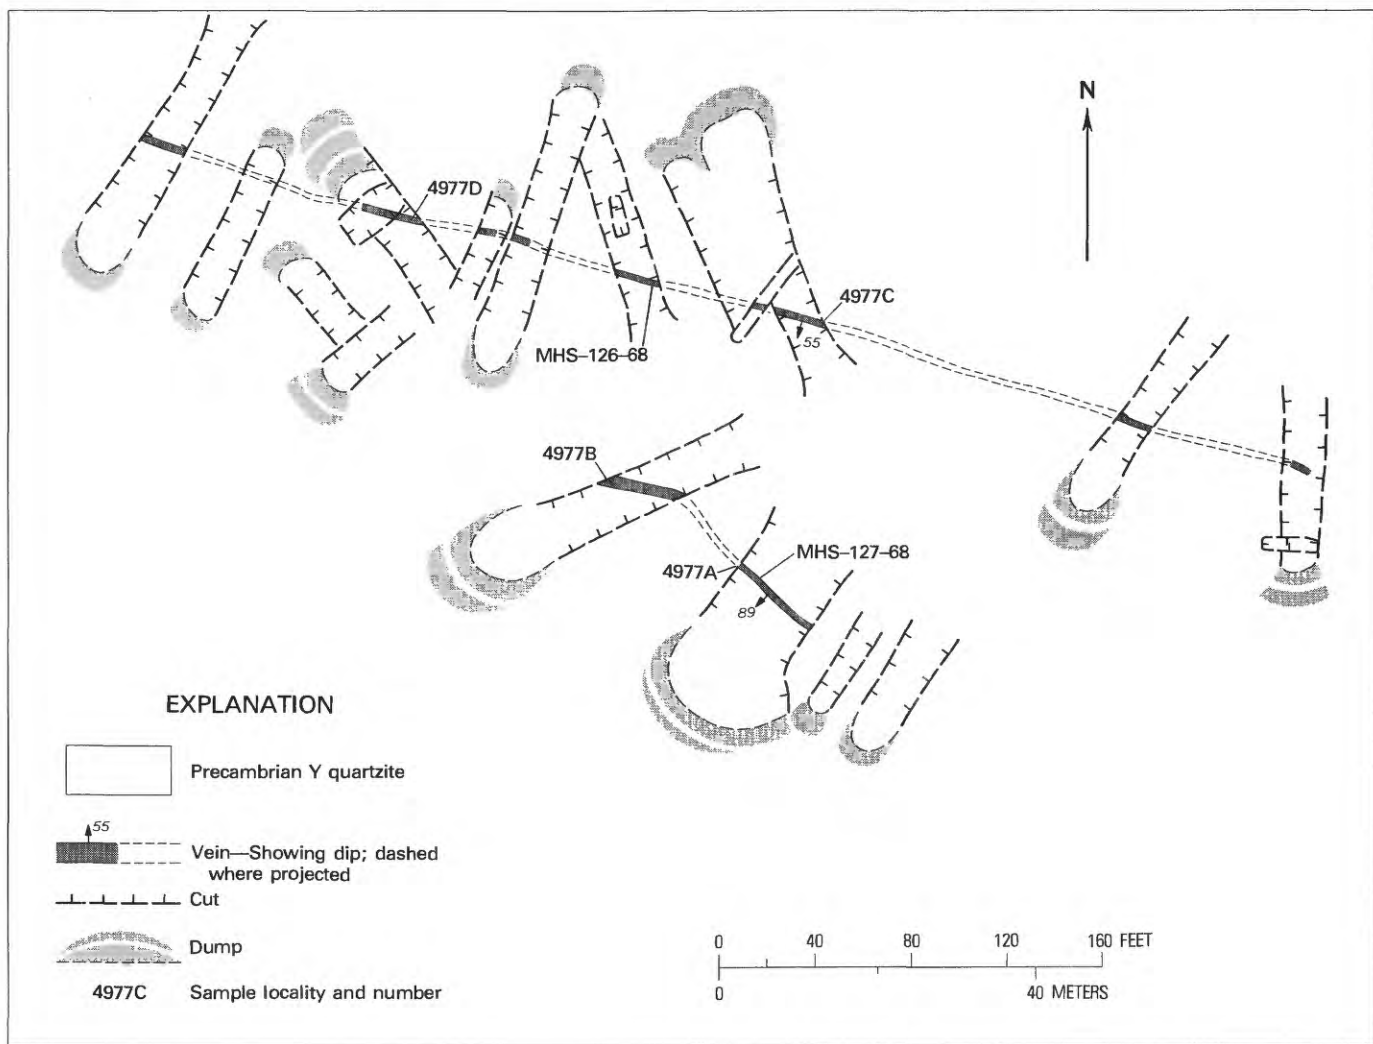 N
4977D
4977C
55
MHS–126–68
4977B
MHS–127–68
4977A
89
EXPLANATION
Precambrian Y quartzite
55
Vein—Showing dip; dashed
where projected
Cut
Dump
4977C Sample locality and number
0 40 80 120 160 FEET
0 40 METERS